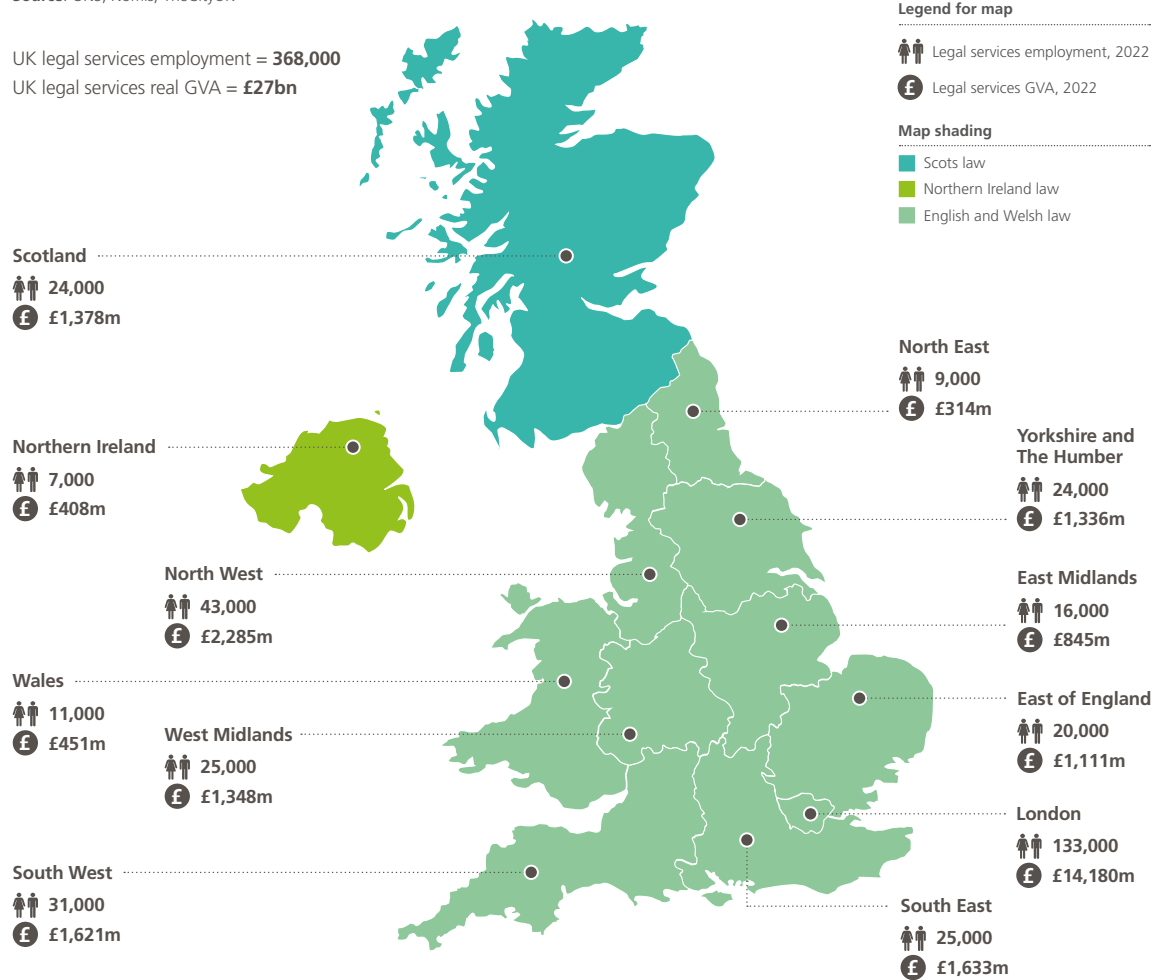 Source: ONS, Nomis, TheCityUK
UK legal services employment = 368,000
UK legal services real GVA = £27bn
Legend for map
Legal services employment, 2022
£ Legal services GVA, 2022
Map shading
Scots law
Northern Ireland law
English and Welsh law
Scotland
24,000
£ £1,378m
North East
9,000
£ £314m
Northern Ireland
7,000
£ £408m
Yorkshire and
The Humber
24,000
£ £1,336m
North West
43,000
£ £2,285m
East Midlands
16,000
£ £845m
Wales
11,000
£ £451m
East of England
20,000
£ £1,111m
West Midlands
25,000
£ £1,348m
London
133,000
£ £14,180m
South West
31,000
£ £1,621m
South East
25,000
£ £1,633m